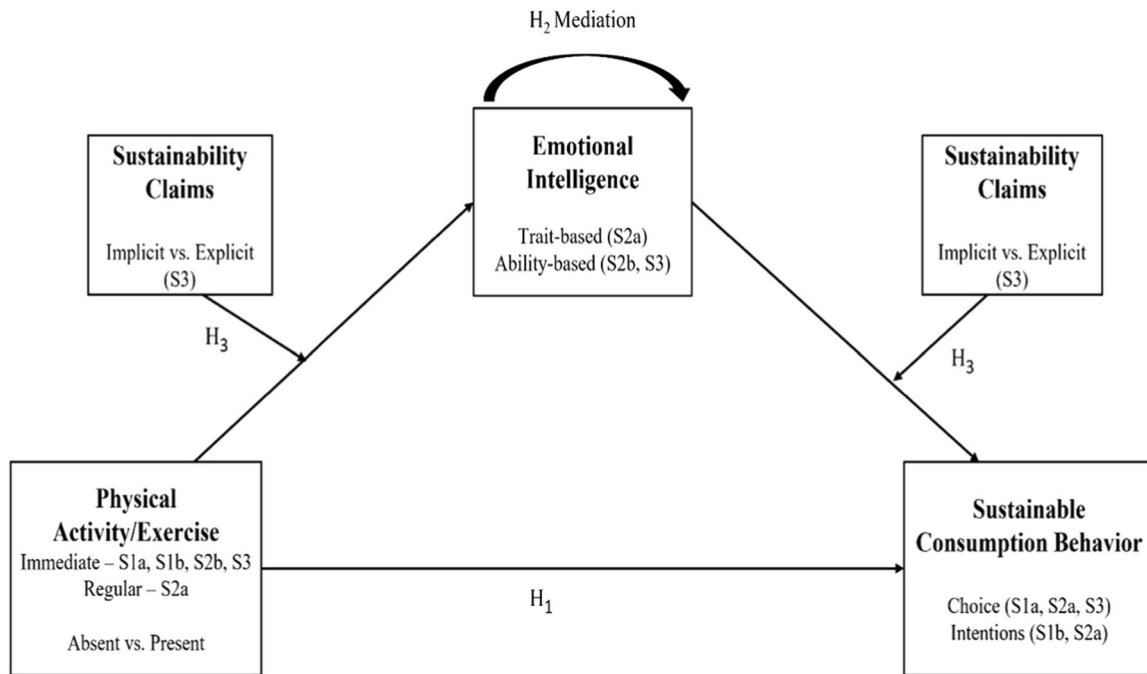 H₂ Mediation
Sustainability
Claims
Implicit vs. Explicit
(S3)
Emotional
Intelligence
Trait-based (S2a)
Ability-based (S2b, S3)
Sustainability
Claims
Implicit vs. Explicit
(S3)
H₃
H₃
Physical
Activity/Exercise
Immediate – S1a, S1b, S2b, S3
Regular – S2a
Absent vs. Present
H₁
Sustainable
Consumption Behavior
Choice (S1a, S2a, S3)
Intentions (S1b, S2a)